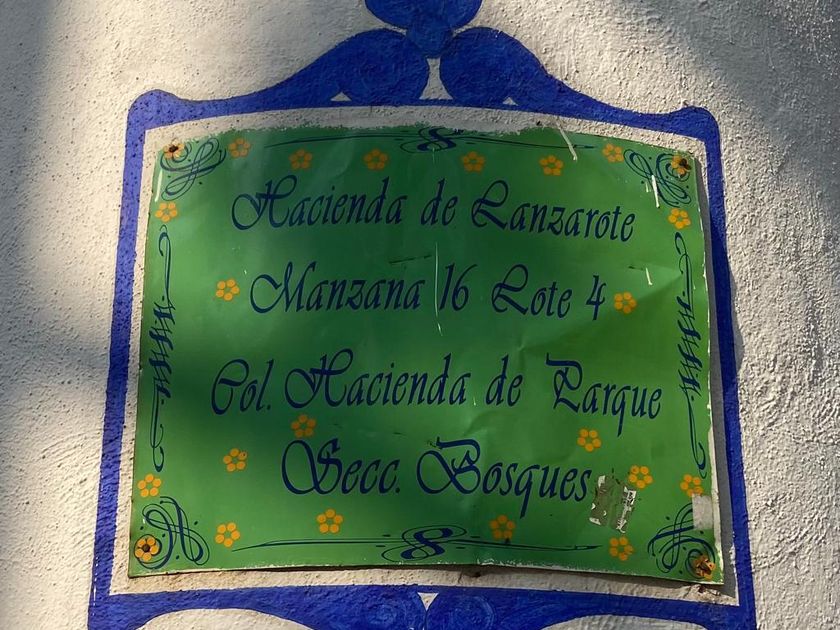 Hacienda de Lanzarote
Manzana 16 Lote 4
Col. Hacienda de Parque
Secc. Bosques